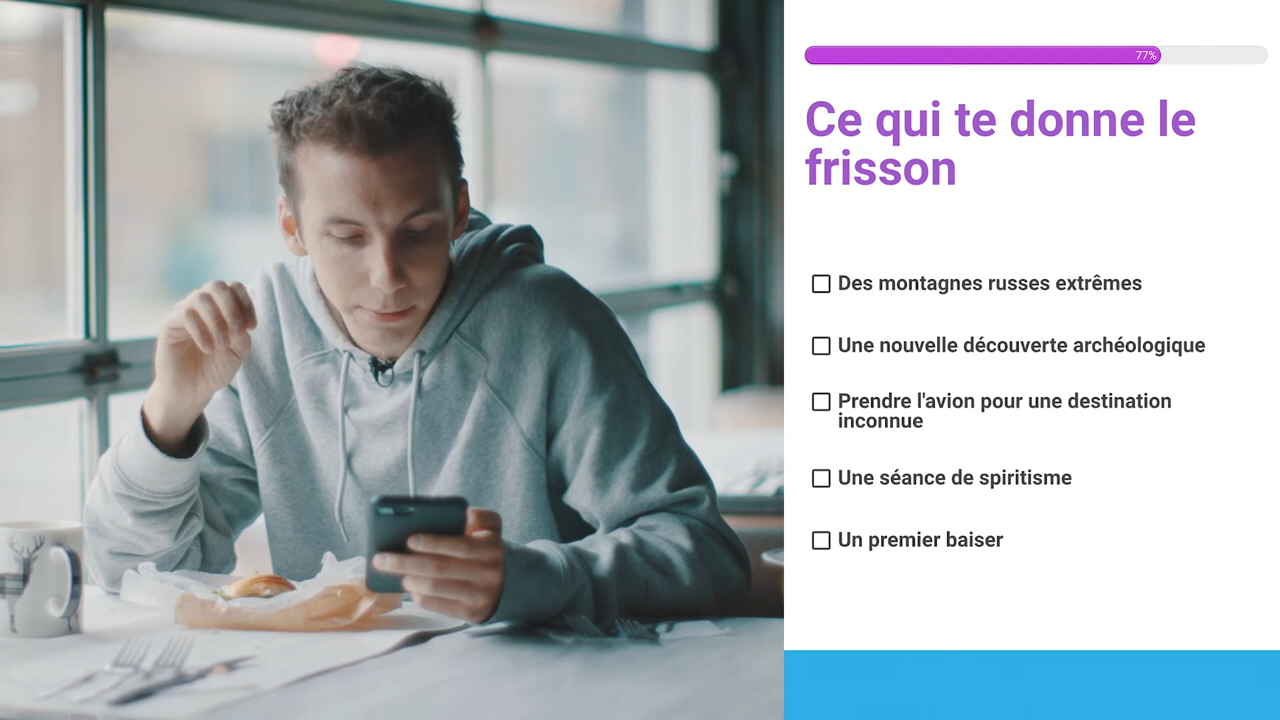 77%
Ce qui te donne le
frisson
Des montagnes russes extrêmes
Une nouvelle découverte archéologique
Prendre l'avion pour une destination
inconnue
Une séance de spiritisme
Un premier baiser